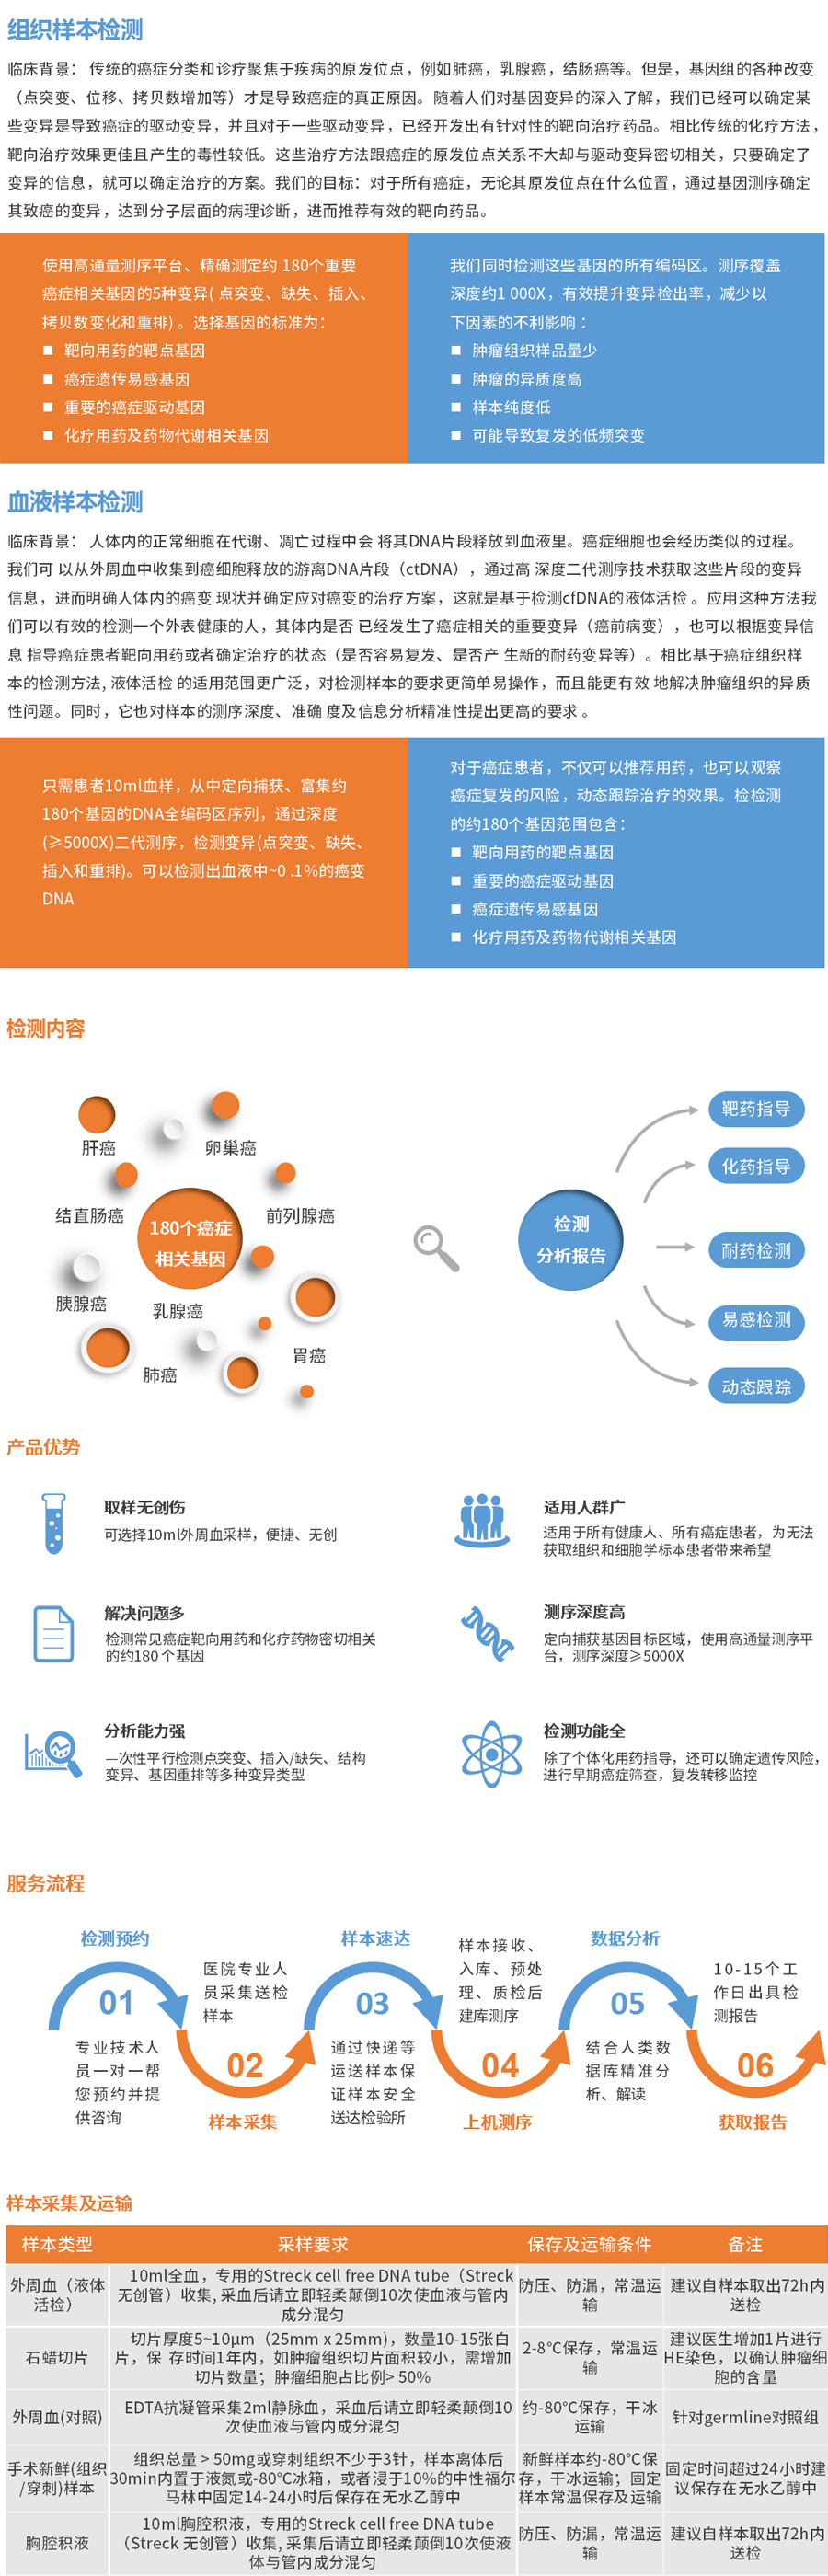 组织样本检测
临床背景： 传统的癌症分类和诊疗聚焦于疾病的原发位点，例如肺癌，乳腺癌，结肠癌等。但是，基因组的各种改变
（点突变、位移、拷贝数增加等）才是导致癌症的真正原因。随着人们对基因变异的深入了解，我们已经可以确定某
些变异是导致癌症的驱动变异，并且对于一些驱动变异，已经开发出有针对性的靶向治疗药品。相比传统的化疗方法，
靶向治疗效果更佳且产生的毒性较低。这些治疗方法跟癌症的原发位点关系不大却与驱动变异密切相关，只要确定了
变异的信息，就可以确定治疗的方案。我们的目标：对于所有癌症，无论其原发位点在什么位置，通过基因测序确定
其致癌的变异，达到分子层面的病理诊断，进而推荐有效的靶向药品。
使用高通量测序平台、精确测定约 180个重要
癌症相关基因的5种变异( 点突变、缺失、插入、
拷贝数变化和重排) 。选择基因的标准为：
■ 靶向用药的靶点基因
■ 癌症遗传易感基因
■ 重要的癌症驱动基因
■ 化疗用药及药物代谢相关基因
我们同时检测这些基因的所有编码区。测序覆盖
深度约1 000X，有效提升变异检出率，减少以
下因素的不利影响 ：
■ 肿瘤组织样品量少
■ 肿瘤的异质度高
■ 样本纯度低
■ 可能导致复发的低频突变
血液样本检测
临床背景： 人体内的正常细胞在代谢、凋亡过程中会 将其DNA片段释放到血液里。癌症细胞也会经历类似的过程。
我们可 以从外周血中收集到癌细胞释放的游离DNA片段（ctDNA），通过高 深度二代测序技术获取这些片段的变异
信息，进而明确人体内的癌变 现状并确定应对癌变的治疗方案，这就是基于检测cfDNA的液体活检 。应用这种方法我
们可以有效的检测一个外表健康的人，其体内是否 已经发生了癌症相关的重要变异（癌前病变），也可以根据变异信
息 指导癌症患者靶向用药或者确定治疗的状态（是否容易复发、是否产 生新的耐药变异等）。相比基于癌症组织样
本的检测方法, 液体活检 的适用范围更广泛，对检测样本的要求更简单易操作，而且能更有效 地解决肿瘤组织的异质
性问题。同时，它也对样本的测序深度、准确 度及信息分析精准性提出更高的要求 。
只需患者10ml血样，从中定向捕获、富集约
180个基因的DNA全编码区序列，通过深度
(≥5000X)二代测序，检测变异(点突变、缺失、
插入和重排)。可以检测出血液中~0 .1%的癌变
DNA
对于癌症患者，不仅可以推荐用药，也可以观察
癌症复发的风险，动态跟踪治疗的效果。检检测
的约180个基因范围包含：
■ 靶向用药的靶点基因
■ 重要的癌症驱动基因
■ 癌症遗传易感基因
■ 化疗用药及药物代谢相关基因
检测内容
肝癌
卵巢癌
结直肠癌
180个癌症
相关基因
前列腺癌
胰腺癌
乳腺癌
肺癌
胃癌
检测
分析报告
靶药指导
化药指导
耐药检测
易感检测
动态跟踪
产品优势
取样无创伤
可选择10ml外周血采样，便捷、无创
适用人群广
适用于所有健康人、所有癌症患者，为无法
获取组织和细胞学标本患者带来希望
解决问题多
检测常见癌症靶向用药和化疗药物密切相关
的约180 个基因
测序深度高
定向捕获基因目标区域，使用高通量测序平
台，测序深度≥5000X
分析能力强
一次性平行检测点突变、插入/缺失、结构
变异、基因重排等多种变异类型
检测功能全
除了个体化用药指导，还可以确定遗传风险，
进行早期癌症筛查，复发转移监控
服务流程
检测预约
01
专业技术人
员一对一帮
您预约并提
供咨询
医院专业人
员采集送检
样本
02
样本采集
样本速达
03
通过快递等
运送样本保
证样本安全
送达检验所
样本接收、
入库、预处
理、质检后
建库测序
04
上机测序
数据分析
05
结合人类数
据库精准分
析、解读
10-15个工
作日出具检
测报告
06
获取报告
样本采集及运输
样本类型 采样要求 保存及运输条件 备注
外周血（液体
活检）
10ml全血，专用的Streck cell free DNA tube（Streck
无创管）收集, 采血后请立即轻柔颠倒10次使血液与管内
成分混匀
防压、防漏，常温运
输
建议自样本取出72h内
送检
石蜡切片
切片厚度5~10μm（25mm x 25mm)，数量10-15张白
片，保 存时间1年内，如肿瘤组织切片面积较小，需增加
切片数量；肿瘤细胞占比例> 50%
2-8℃保存，常温运
输
建议医生增加1片进行
HE染色，以确认肿瘤细
胞的含量
外周血(对照)
EDTA抗凝管采集2ml静脉血，采血后请立即轻柔颠倒10
次使血液与管内成分混匀
约-80℃保存，干冰
运输
针对germline对照组
手术新鲜(组织
/穿刺)样本
组织总量 > 50mg或穿刺组织不少于3针，样本离体后
30min内置于液氮或-80℃冰箱，或者浸于10%的中性福尔
马林中固定14-24小时后保存在无水乙醇中
新鲜样本约-80℃保
存，干冰运输；固定
样本常温保存及运输
固定时间超过24小时建
议保存在无水乙醇中
胸腔积液
10ml胸腔积液，专用的Streck cell free DNA tube
（Streck 无创管）收集, 采集后请立即轻柔颠倒10次使液
体与管内成分混匀
防压、防漏，常温运
输
建议自样本取出72h内
送检